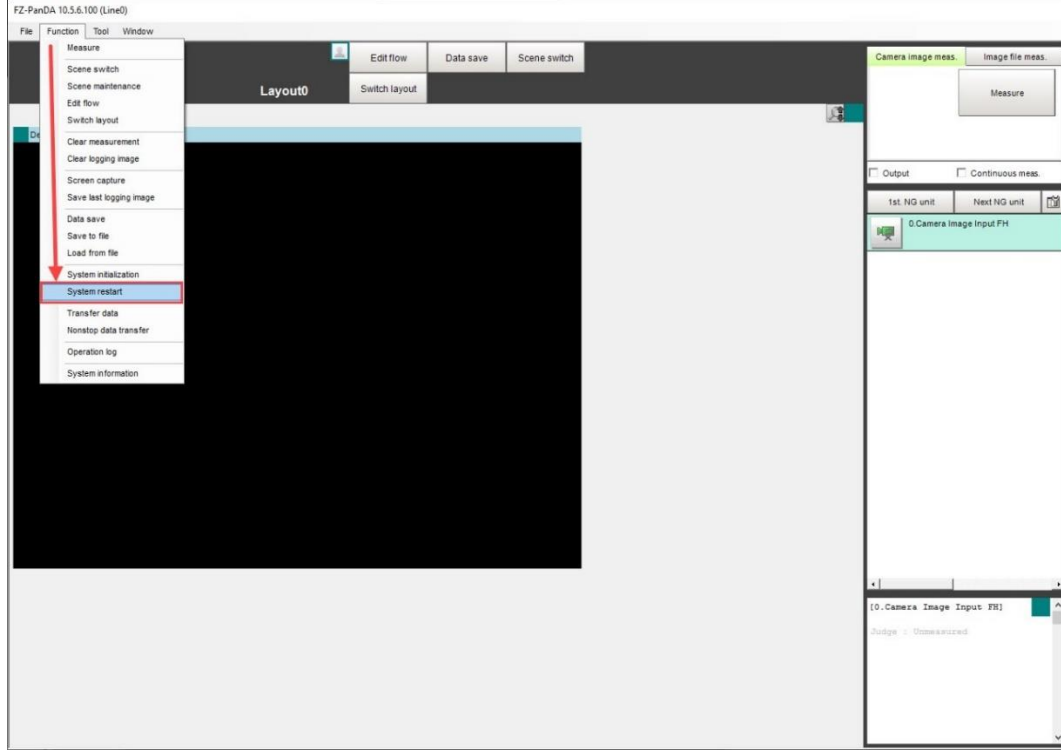 FZ-PanDA 10.5.6.100 (Line0)
File Function Tool Window
Measure
Scene switch
Scene maintenance
Edit flow
Switch layout
Clear measurement
Clear logging image
Screen capture
Save last logging image
Data save
Save to file
Load from file
System initialization
System restart
Transfer data
Nonstop data transfer
Operation log
System information
Layout0
Edit flow Data save Scene switch
Switch layout
Camera image meas. Image file meas.
Measure
Output Continuous meas.
1st. NG unit Next NG unit
0.Camera Image Input FH
[0.Camera Image Input FH]
Judge : Unmeasured